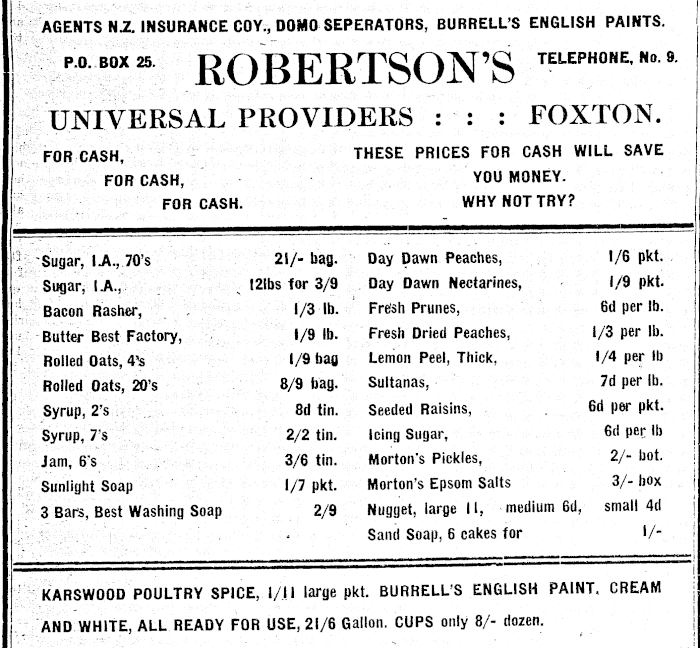 AGENTS N.Z. INSURANCE COY., DOMO SEPERATORS, BURRELL'S ENGLISH PAINTS.
P.O. BOX 25. ROBERTSON'S TELEPHONE, No. 9.
UNIVERSAL PROVIDERS : : : FOXTON.
FOR CASH,
FOR CASH,
FOR CASH.
THESE PRICES FOR CASH WILL SAVE
YOU MONEY.
WHY NOT TRY?
Sugar, I.A., 70's 21/- bag.
Sugar, I.A., 12lbs for 3/9
Bacon Rasher, 1/3 lb.
Butter Best Factory, 1/9 lb.
Rolled Oats, 4's 1/9 bag
Rolled Oats, 20's 8/9 bag.
Syrup, 2's 8d tin.
Syrup, 7's 2/2 tin.
Jam, 6's 3/6 tin.
Sunlight Soap 1/7 pkt.
3 Bars, Best Washing Soap 2/9
Day Dawn Peaches, 1/6 pkt.
Day Dawn Nectarines, 1/9 pkt.
Fresh Prunes, 6d per lb.
Fresh Dried Peaches, 1/3 per lb.
Lemon Peel, Thick, 1/4 per lb
Sultanas, 7d per lb.
Seeded Raisins, 6d per pkt.
Icing Sugar, 6d per lb
Morton's Pickles, 2/- bot.
Morton's Epsom Salts 3/- box
Nugget, large 11, medium 6d, small 4d
Sand Soap, 6 cakes for 1/-
KARSWOOD POULTRY SPICE, 1/11 large pkt. BURRELL'S ENGLISH PAINT. CREAM
AND WHITE, ALL READY FOR USE, 21/6 Gallon. CUPS only 8/- dozen.